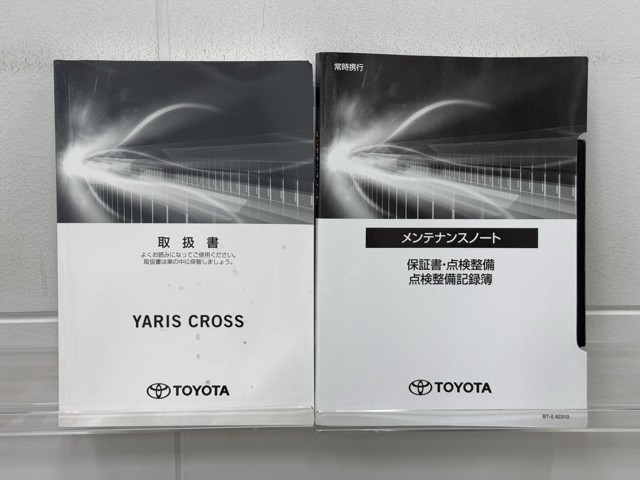 取扱書
よくお読みになってご使用ください。
取扱書は車の中に保管しましょう。
YARIS CROSS
TOYOTA
常時携行
メンテナンスノート
保証書・点検整備
点検整備記録簿
TOYOTA